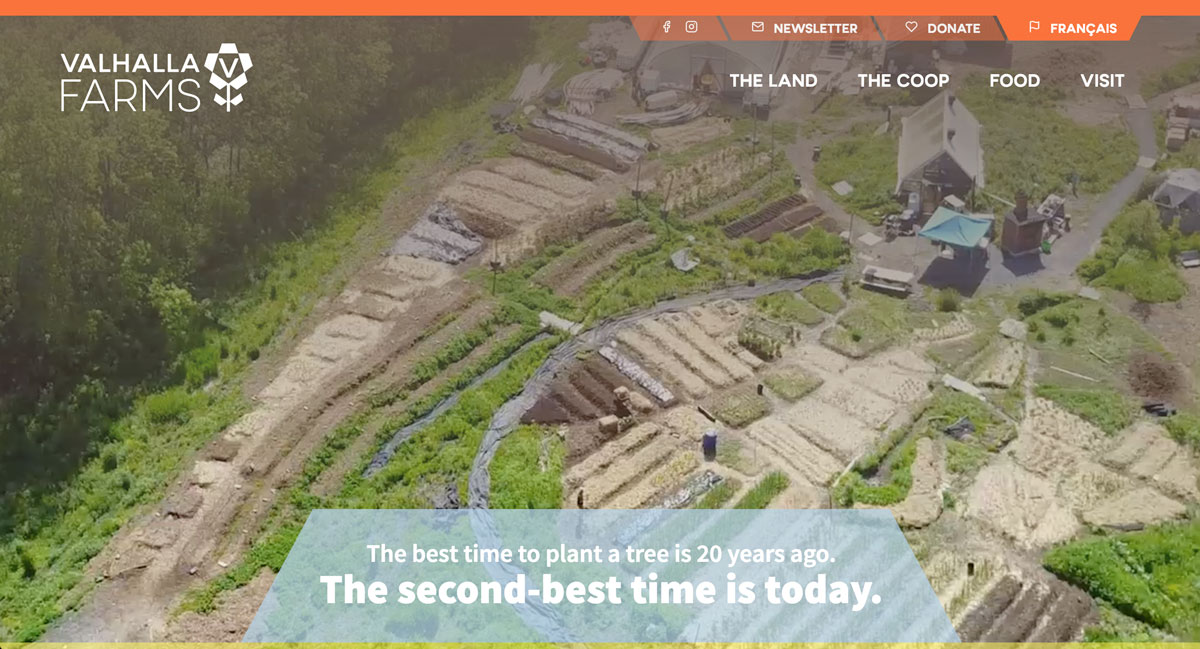 NEWSLETTER
DONATE
FRANÇAIS
VALHALLA
FARMS
THE LAND
THE COOP
FOOD
VISIT
The best time to plant a tree is 20 years ago.
The second-best time is today.